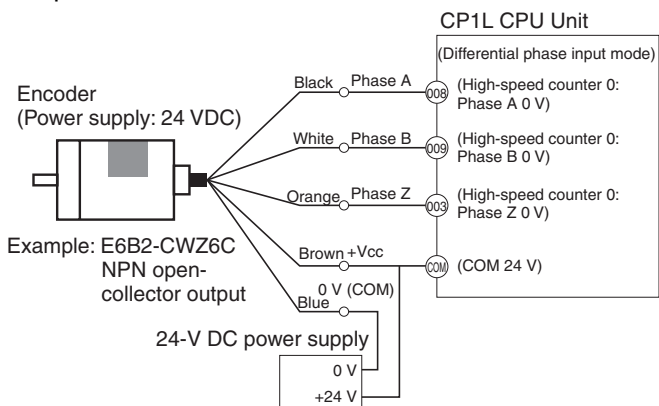 CP1L CPU Unit
(Differential phase input mode)
Encoder
(Power supply: 24 VDC)
Black Phase A 008 (High-speed counter 0:
Phase A 0 V)
White Phase B 009 (High-speed counter 0:
Phase B 0 V)
Orange Phase Z 003 (High-speed counter 0:
Phase Z 0 V)
Example: E6B2-CWZ6C
NPN open-
collector output
Brown +Vcc COM (COM 24 V)
0 V (COM)
Blue
24-V DC power supply
0 V
+24 V